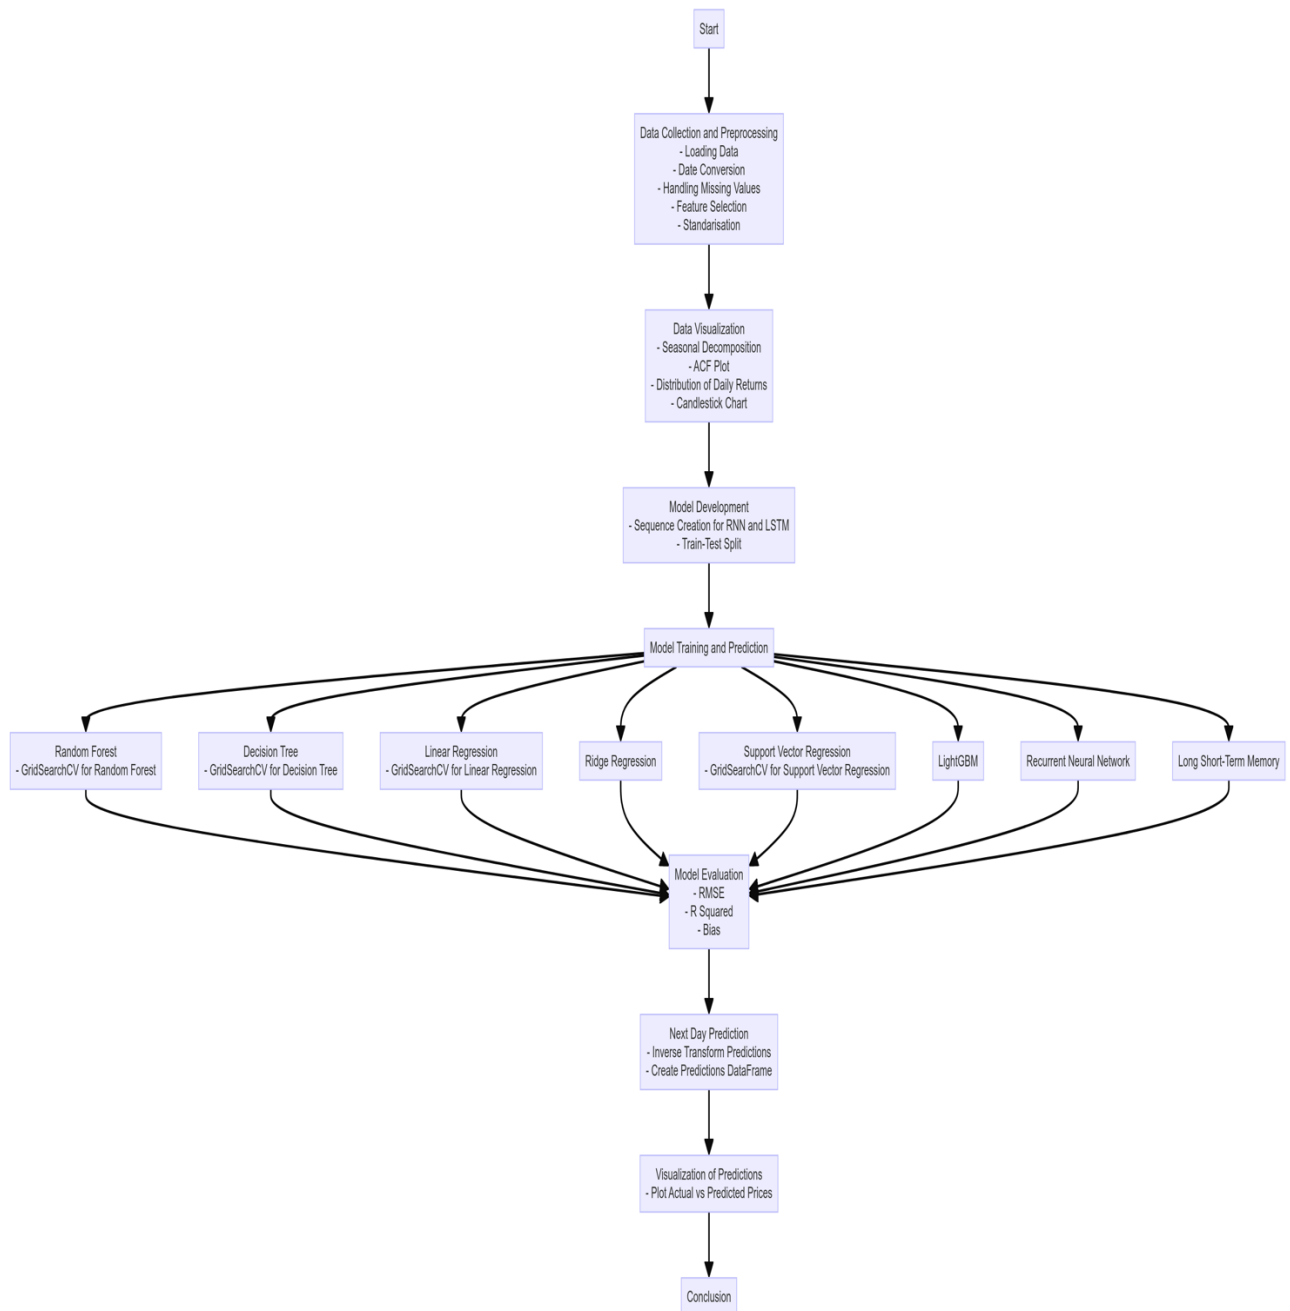 Start
Data Collection and Preprocessing
- Loading Data
- Date Conversion
- Handling Missing Values
- Feature Selection
- Standarisation
Data Visualization
- Seasonal Decomposition
- ACF Plot
- Distribution of Daily Returns
- Candlestick Chart
Model Development
- Sequence Creation for RNN and LSTM
- Train-Test Split
Model Training and Prediction
Random Forest
- GridSearchCV for Random Forest
Decision Tree
- GridSearchCV for Decision Tree
Linear Regression
- GridSearchCV for Linear Regression
Ridge Regression
Support Vector Regression
- GridSearchCV for Support Vector Regression
LightGBM
Recurrent Neural Network
Long Short-Term Memory
Model Evaluation
- RMSE
- R Squared
- Bias
Next Day Prediction
- Inverse Transform Predictions
- Create Predictions DataFrame
Visualization of Predictions
- Plot Actual vs Predicted Prices
Conclusion